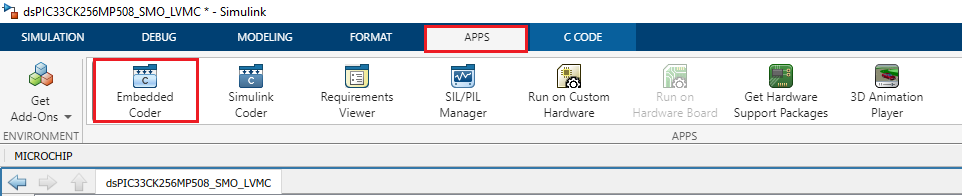 dsPIC33CK256MP508_SMO_LVMC * - Simulink
SIMULATION DEBUG MODELING FORMAT APPS C CODE
Get
Add-Ons
Embedded
Coder
Simulink
Coder
Requirements
Viewer
SIL/PIL
Manager
Run on Custom
Hardware
Run on
Hardware Board
Get Hardware
Support Packages
3D Animation
Player
ENVIRONMENT APPS
MICROCHIP
dsPIC33CK256MP508_SMO_LVMC